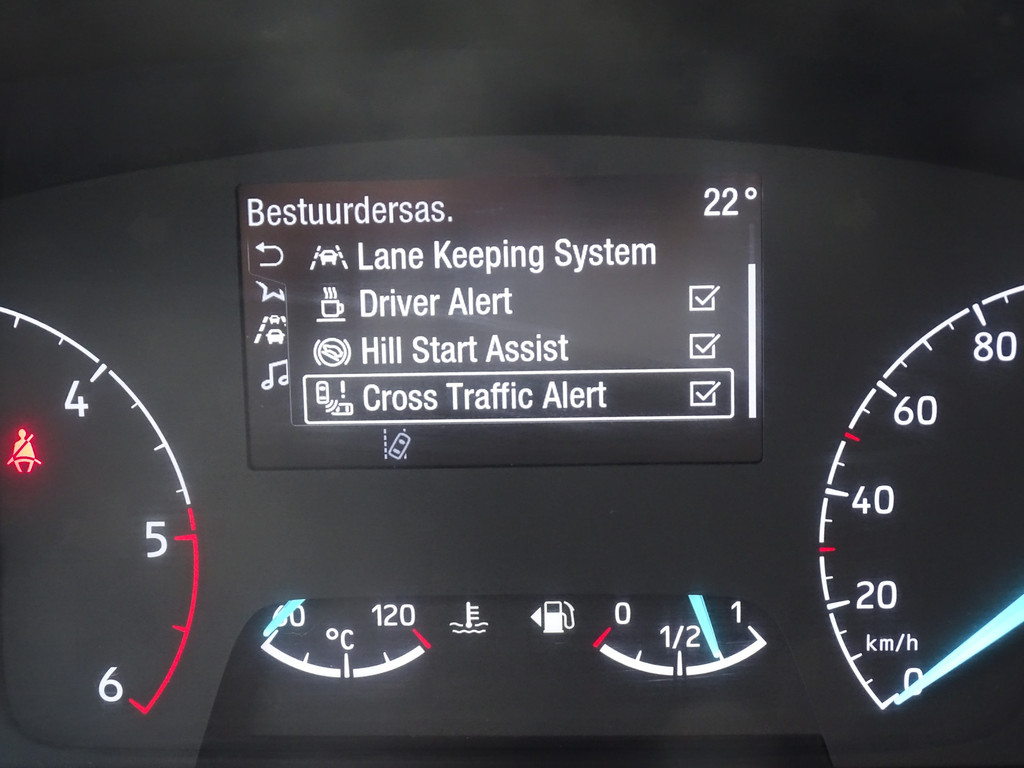 Bestuurdersas.
22°
Lane Keeping System
Driver Alert
Hill Start Assist
Cross Traffic Alert
4
5
6
60
120
°C
0
1/2
1
80
60
40
20
km/h
0